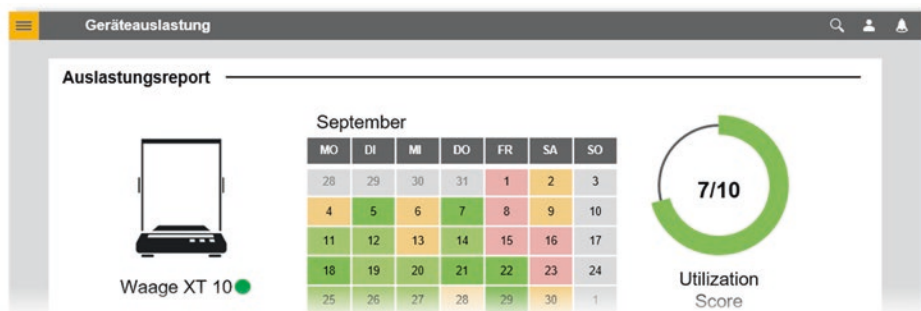 Geräteauslastung
Auslastungsreport
September
MO DI MI DO FR SA SO
28 29 30 31 1 2 3
4 5 6 7 8 9 10
11 12 13 14 15 16 17
18 19 20 21 22 23 24
25 26 27 28 29 30 1
Waage XT 10
7/10
Utilization
Score